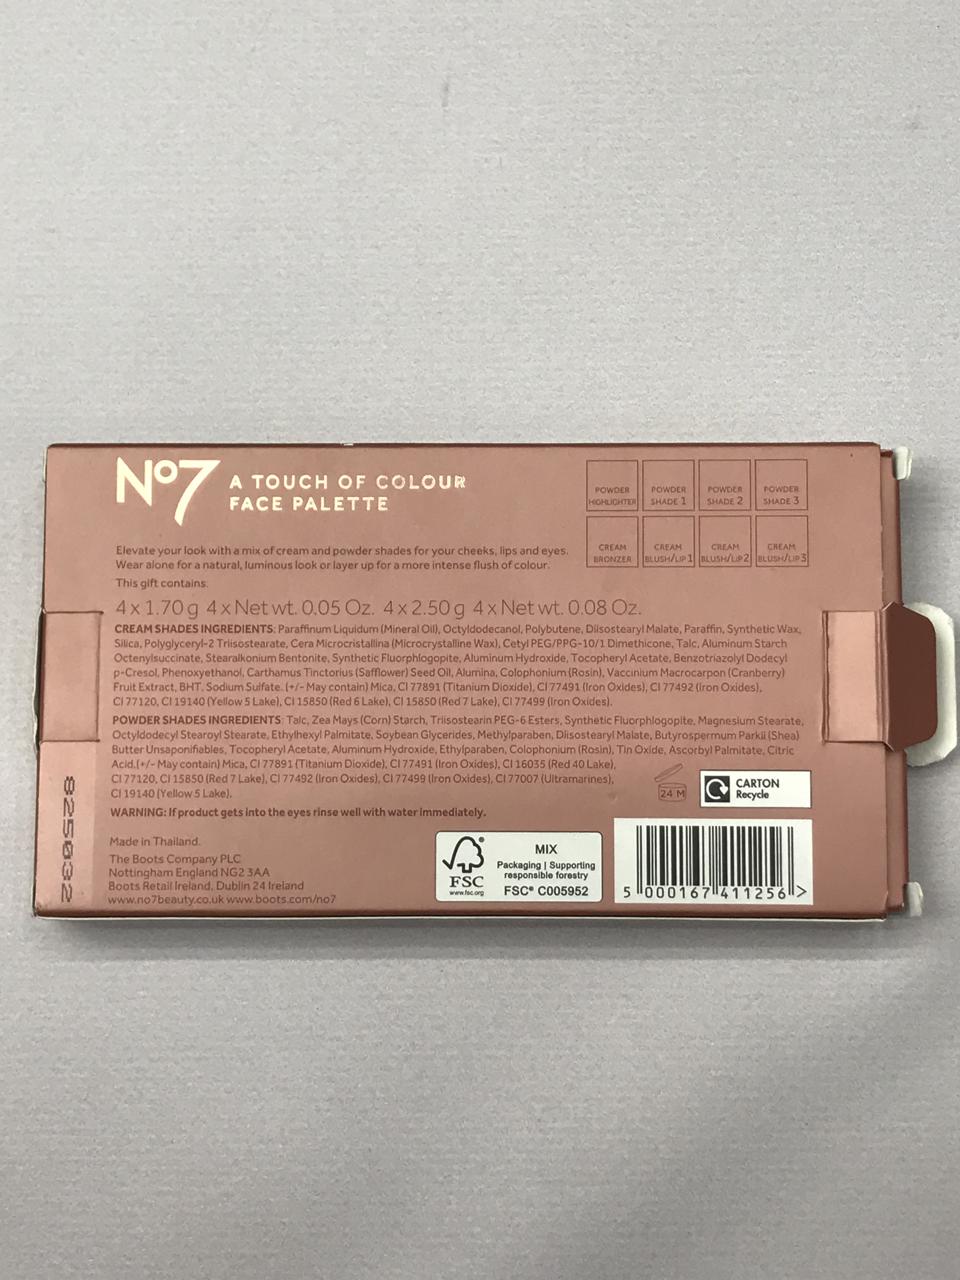 No7
A TOUCH OF COLOUR
FACE PALETTE
POWDER
HIGHLIGHTER
POWDER
SHADE 1
POWDER
SHADE 2
POWDER
SHADE 3
CREAM
BRONZER
CREAM
BLUSH/LIP 1
CREAM
BLUSH/LIP 2
CREAM
BLUSH/LIP 3
Elevate your look with a mix of cream and powder shades for your cheeks, lips and eyes.
Wear alone for a natural, luminous look or layer up for a more intense flush of colour.
This gift contains:
4 x 1.70 g 4 x Net wt. 0.05 Oz. 4 x 2.50 g 4 x Net wt. 0.08 Oz.
CREAM SHADES INGREDIENTS: Paraffinum Liquidum (Mineral Oil), Octyldodecanol, Polybutene, Diisostearyl Malate, Paraffin, Synthetic Wax,
Silica, Polyglyceryl-2 Triisostearate, Cera Microcristallina (Microcrystalline Wax), Cetyl PEG/PPG-10/1 Dimethicone, Talc, Aluminum Starch
Octenylsuccinate, Stearalkonium Bentonite, Synthetic Fluorphlogopite, Aluminum Hydroxide, Tocopheryl Acetate, Benzotriazolyl Dodecyl
p-Cresol, Phenoxyethanol, Carthamus Tinctorius (Safflower) Seed Oil, Alumina, Colophonium (Rosin), Vaccinium Macrocarpon (Cranberry)
Fruit Extract, BHT, Sodium Sulfate. (+/- May contain) Mica, CI 77891 (Titanium Dioxide), CI 77491 (Iron Oxides), CI 77492 (Iron Oxides),
CI 77120, CI 19140 (Yellow 5 Lake), CI 15850 (Red 6 Lake), CI 15850 (Red 7 Lake), CI 77499 (Iron Oxides).
POWDER SHADES INGREDIENTS: Talc, Zea Mays (Corn) Starch, Triisostearin PEG-6 Esters, Synthetic Fluorphlogopite, Magnesium Stearate,
Octyldodecyl Stearoyl Stearate, Ethylhexyl Palmitate, Soybean Glycerides, Methylparaben, Diisostearyl Malate, Butyrospermum Parkii (Shea)
Butter Unsaponifiables, Tocopheryl Acetate, Aluminum Hydroxide, Ethylparaben, Colophonium (Rosin), Tin Oxide, Ascorbyl Palmitate, Citric
Acid.(+/- May contain) Mica, CI 77891 (Titanium Dioxide), CI 77491 (Iron Oxides), CI 16035 (Red 40 Lake),
CI 77120, CI 15850 (Red 7 Lake), CI 77492 (Iron Oxides), CI 77499 (Iron Oxides), CI 77007 (Ultramarines),
CI 19140 (Yellow 5 Lake).
WARNING: If product gets into the eyes rinse well with water immediately.
24 M
CARTON
Recycle
Made in Thailand.
The Boots Company PLC
Nottingham England NG2 3AA
Boots Retail Ireland, Dublin 24 Ireland
www.no7beauty.co.uk www.boots.com/no7
FSC
www.fsc.org
MIX
Packaging | Supporting
responsible forestry
FSC® C005952
5 000167 411256 >
825032